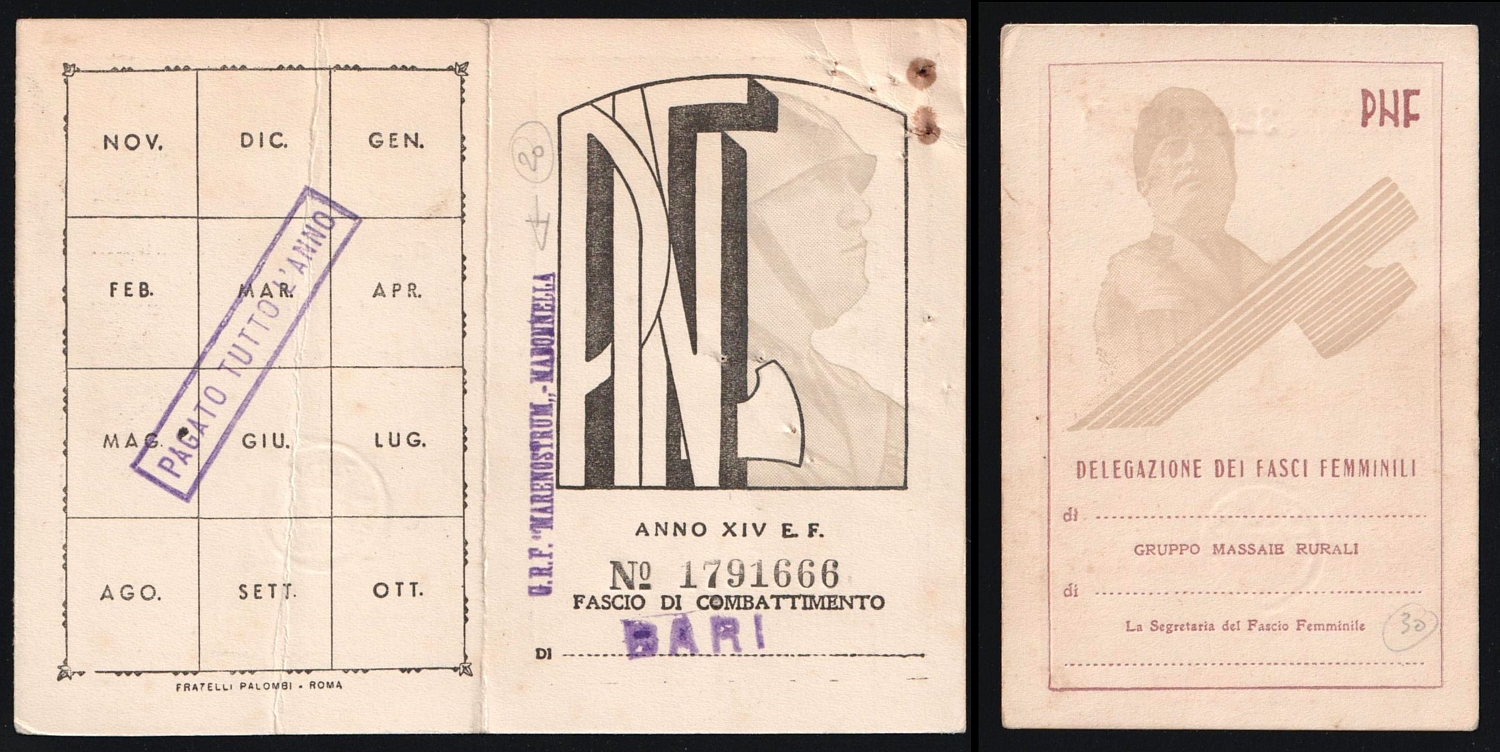 NOV. DIC. GEN.
FEB. MAR. APR.
MAG. GIU. LUG.
AGO. SETT. OTT.
PAGATO TUTTO L'ANNO
FRATELLI PALOMBI - ROMA
G.R.F. "MARENOSTRUM„-MADONNELLA
20
PNF
ANNO XIV E. F.
Nº 1791666
FASCIO DI COMBATTIMENTO
DI BARI
PNF
DELEGAZIONE DEI FASCI FEMMINILI
di
GRUPPO MASSAIE RURALI
di
La Segretaria del Fascio Femminile
30